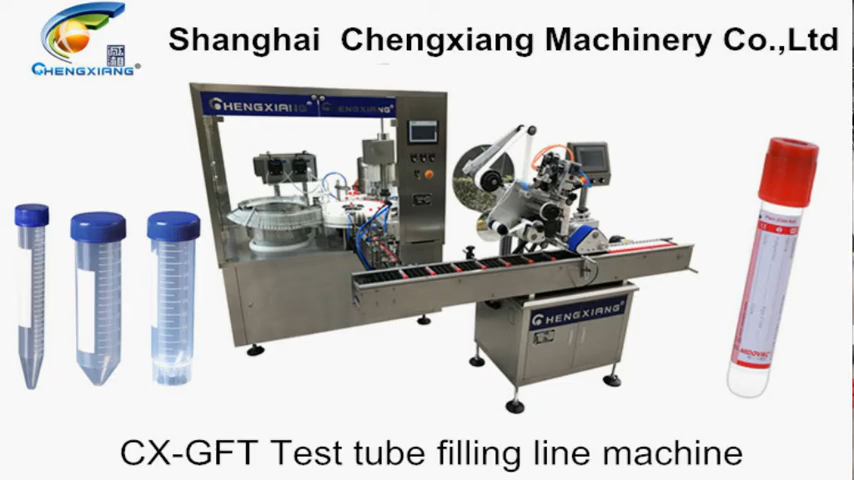 Shanghai Chengxiang Machinery Co.,Ltd
CHENGXIANG®
CHENGXIANG® CHENGXIANG®
CHENGXIANG®
CX-GFT Test tube filling line machine